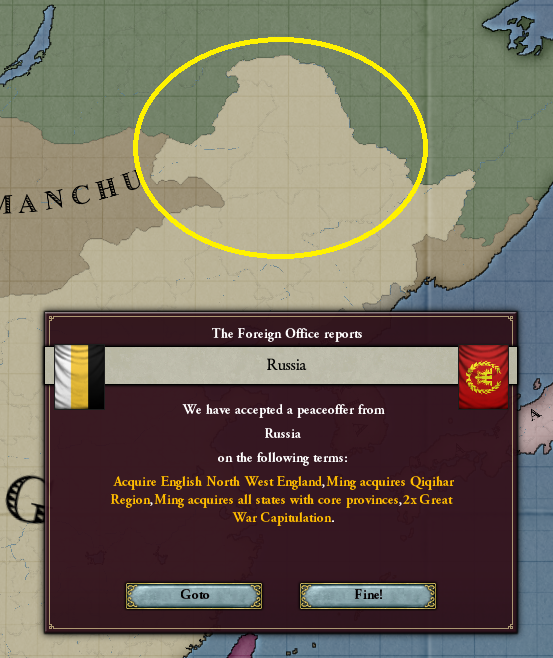 MANCHU
The Foreign Office reports
Russia
We have accepted a peaceoffer from
Russia
on the following terms:
Acquire English North West England,Ming acquires Qiqihar
Region,Ming acquires all states with core provinces,2x Great
War Capitulation.
G
A
Goto
Fine!